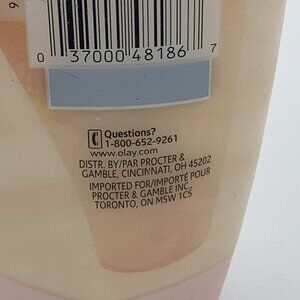 0 37000 48186 7
Questions?
1-800-652-9261
www.olay.com
DISTR. BY/PAR PROCTER &
GAMBLE, CINCINNATI, OH 45202
IMPORTED FOR/IMPORTÉ POUR
PROCTER & GAMBLE INC.,
TORONTO, ON M5W 1C5